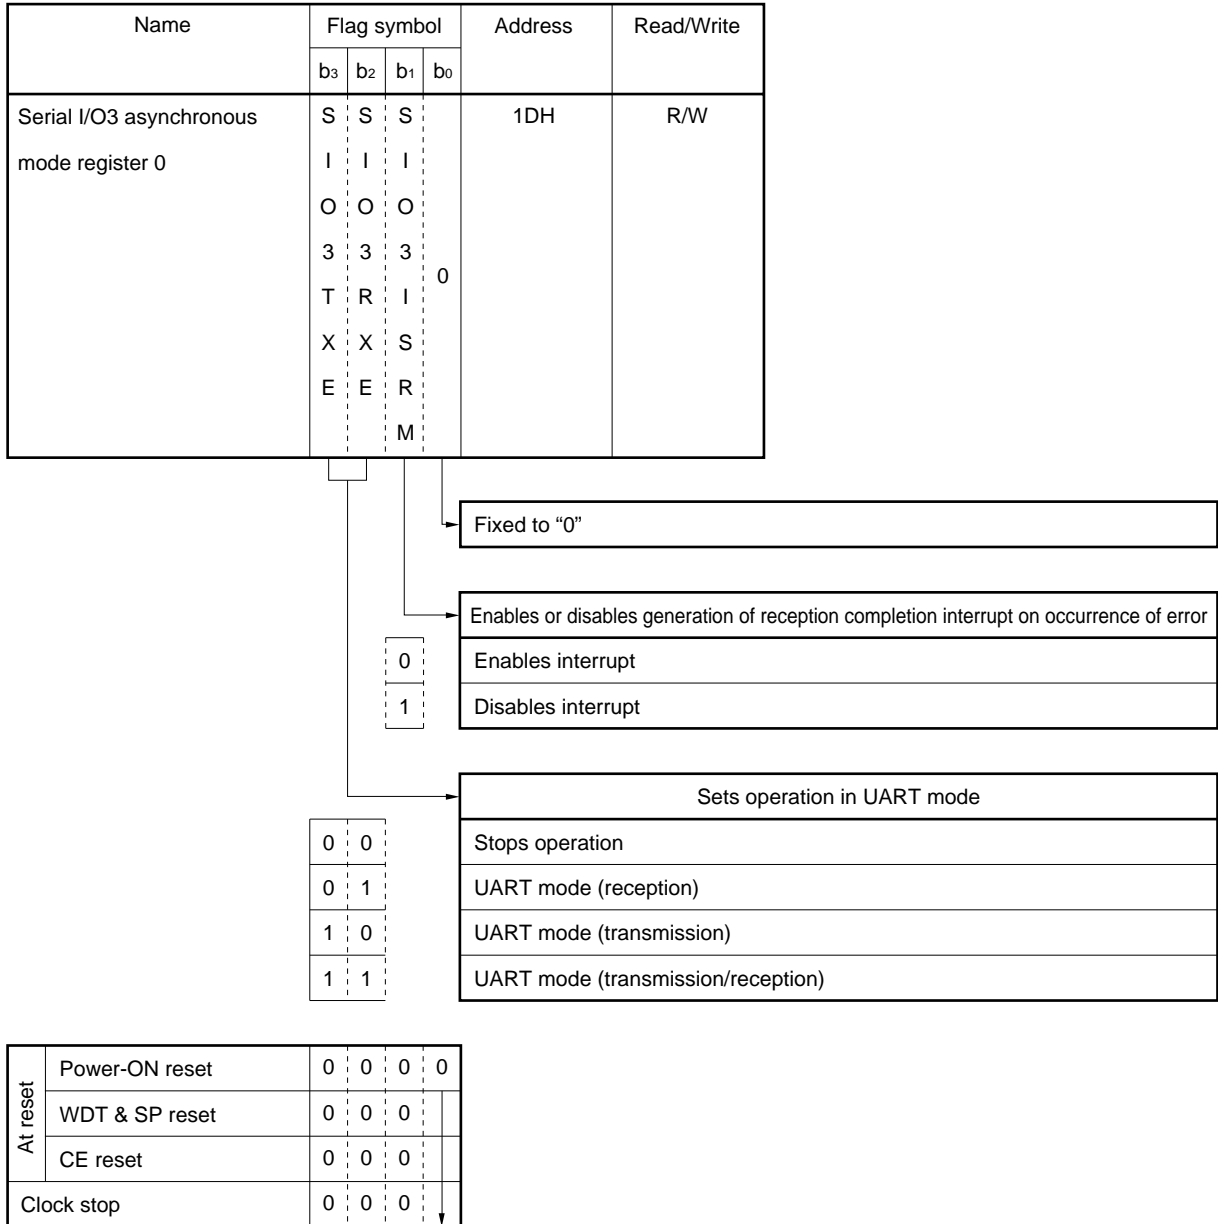 Name Flag symbol Address Read/Write
b3 b2 b1 b0
Serial I/O3 asynchronous S S S 1DH R/W
mode register 0 I I I
O O O
3 3 3
0
T R I
X X S
E E R
M
Fixed to “0”
Enables or disables generation of reception completion interrupt on occurrence of error
0 Enables interrupt
1 Disables interrupt
Sets operation in UART mode
0 0 Stops operation
0 1 UART mode (reception)
1 0 UART mode (transmission)
1 1 UART mode (transmission/reception)
At reset
Power-ON reset 0 0 0 0
WDT & SP reset 0 0 0
CE reset 0 0 0
Clock stop 0 0 0